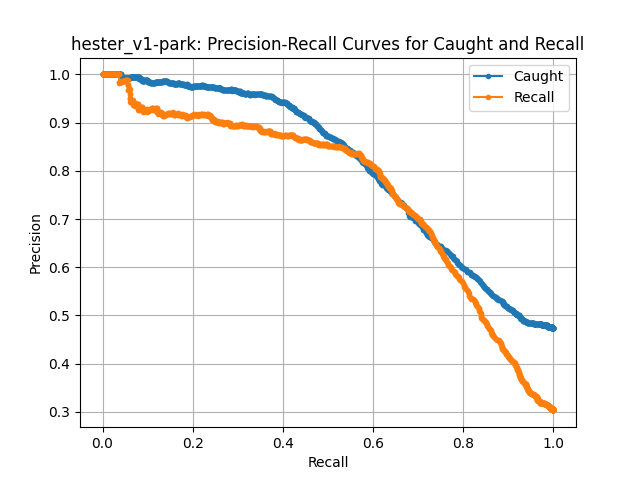 hester_v1-park: Precision-Recall Curves for Caught and Recall
Caught
Recall
Precision
1.0
0.9
0.8
0.7
0.6
0.5
0.4
0.3
0.0 0.2 0.4 0.6 0.8 1.0
Recall